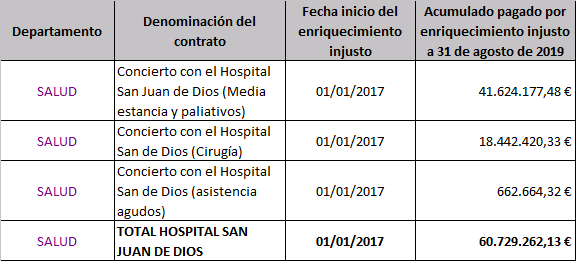 Departamento
Denominación del
contrato
Fecha inicio del
enriquecimiento
injusto
Acumulado pagado por
enriquecimiento injusto
a 31 de agosto de 2019
SALUD
Concierto con el Hospital
San Juan de Dios (Media
estancia y paliativos)
01/01/2017
41.624.177,48 €
SALUD
Concierto con el Hospital
San de Dios (Cirugía)
01/01/2017
18.442.420,33 €
SALUD
Concierto con el Hospital
San de Dios (asistencia
agudos)
01/01/2017
662.664,32 €
SALUD
TOTAL HOSPITAL SAN
JUAN DE DIOS
01/01/2017
60.729.262,13 €